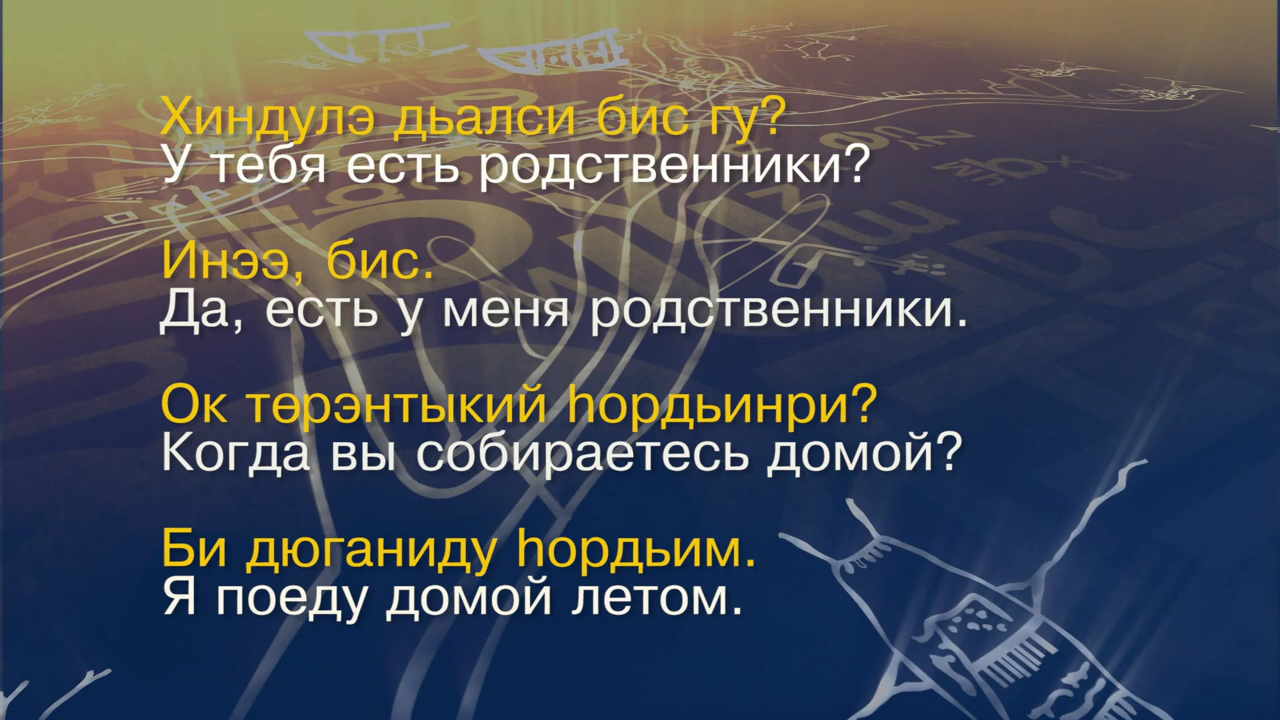 Хиндулэ дьалси бис гу?
У тебя есть родственники?
Инээ, бис.
Да, есть у меня родственники.
Ок төрэнтыкий һордьинри?
Когда вы собираетесь домой?
Би дюганиду һордьим.
Я поеду домой летом.